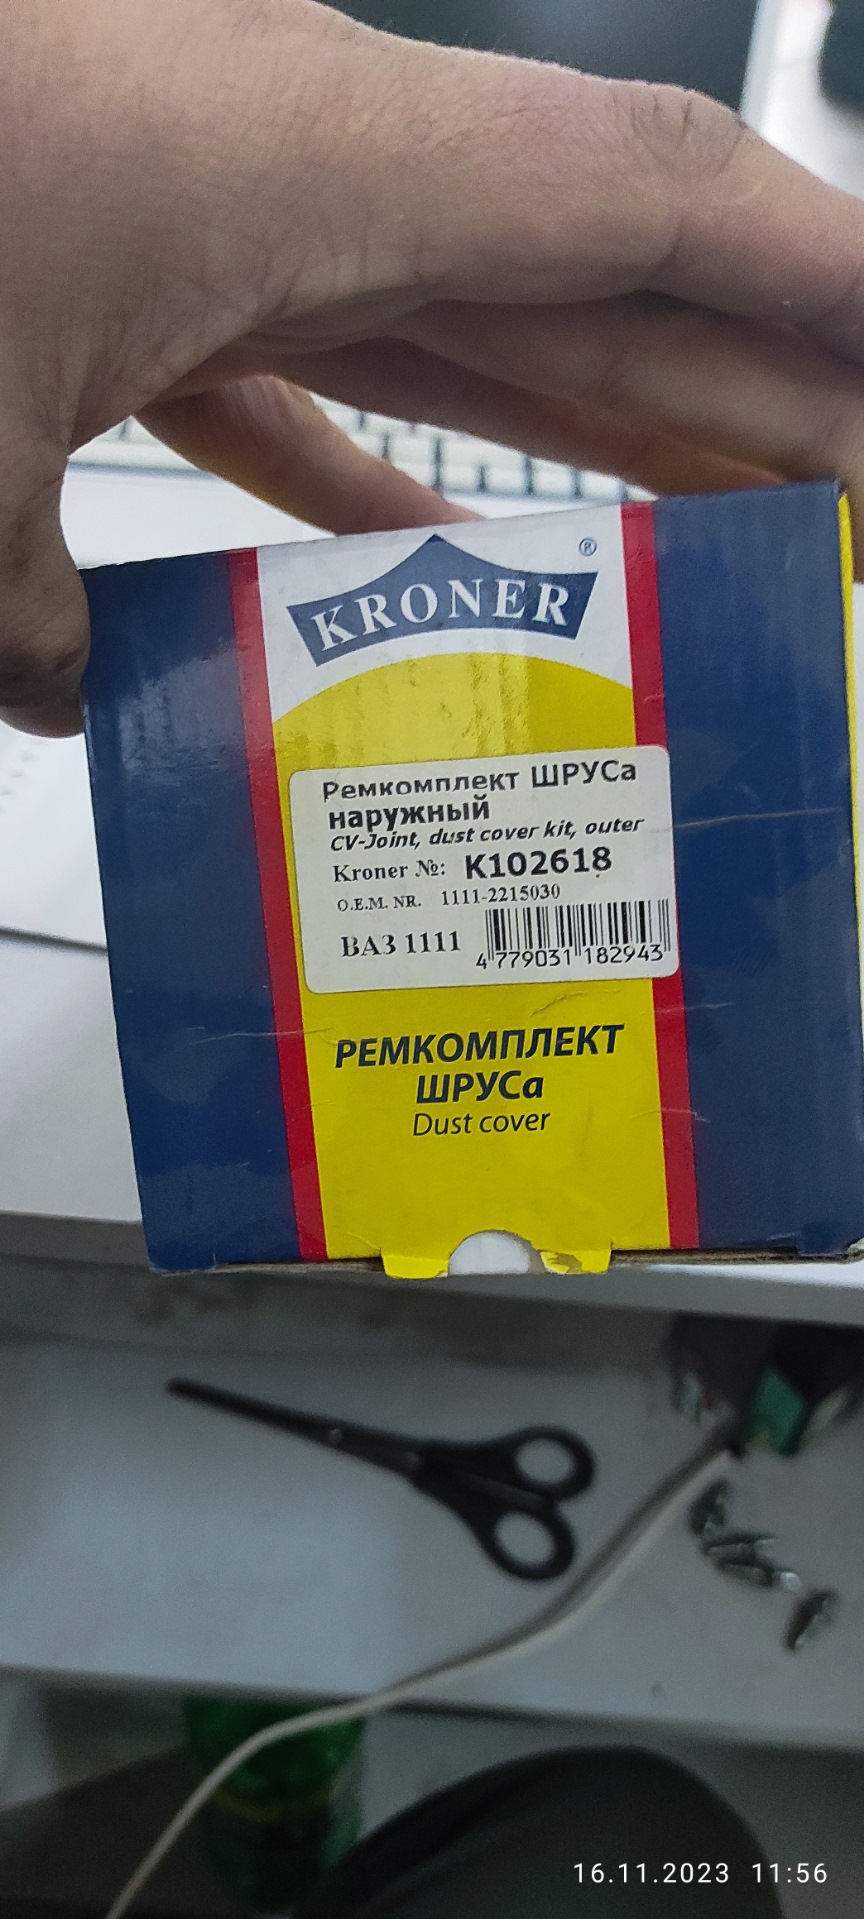 KRONER ®
Ремкомплект ШРУСа
наружный
CV-Joint, dust cover kit, outer
Kroner №: K102618
O.E.M. NR. 1111-2215030
ВАЗ 1111
4 779031 182943
РЕМКОМПЛЕКТ
ШРУСа
Dust cover
16.11.2023 11:56